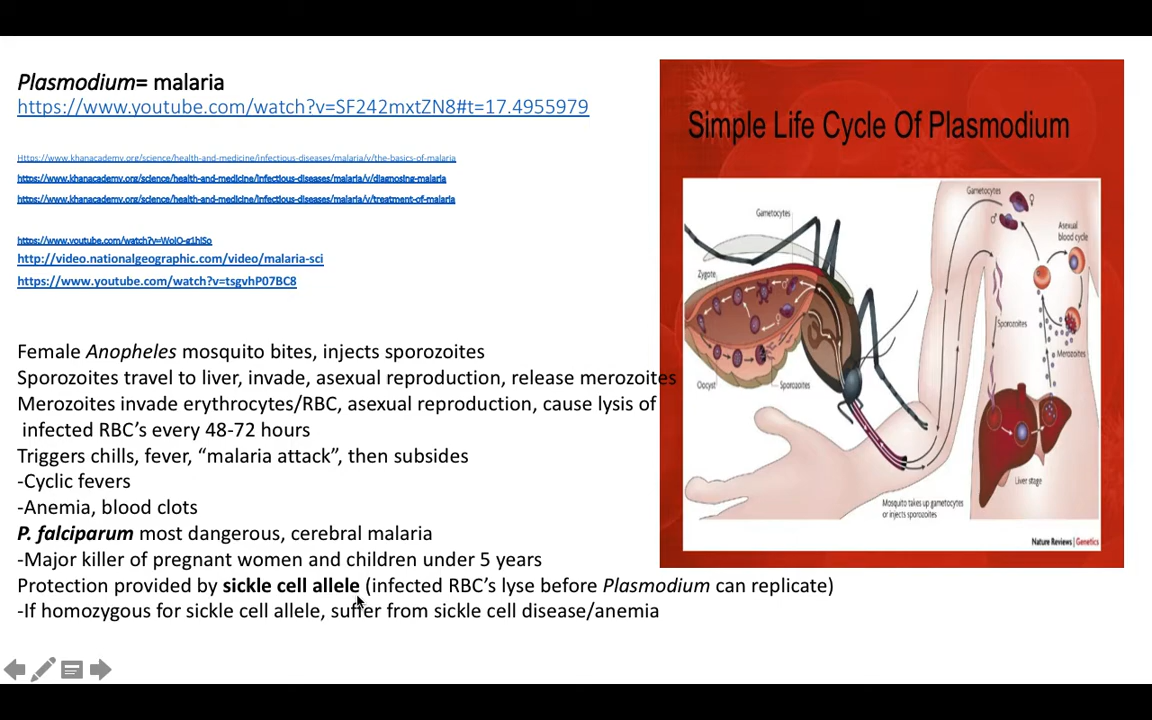 Plasmodium= malaria
https://www.youtube.com/watch?v=SF242mxtZN8#t=17.4955979
Https://www.khanacademy.org/science/health-and-medicine/infectious-diseases/malaria/v/the-basics-of-malaria
https://www.khanacademy.org/science/health-and-medicine/infectious-diseases/malaria/v/diagnosing-malaria
https://www.khanacademy.org/science/health-and-medicine/infectious-diseases/malaria/v/treatment-of-malaria
http://video.nationalgeographic.com/video/malaria-sci
https://www.youtube.com/watch?v=tsgvhP07BC8
Female Anopheles mosquito bites, injects sporozoites
Sporozoites travel to liver, invade, asexual reproduction, release merozoites
Merozoites invade erythrocytes/RBC, asexual reproduction, cause lysis of
infected RBC's every 48-72 hours
Triggers chills, fever, “malaria attack”, then subsides
-Cyclic fevers
-Anemia, blood clots
P. falciparum most dangerous, cerebral malaria
-Major killer of pregnant women and children under 5 years
Protection provided by sickle cell allele (infected RBC's lyse before Plasmodium can replicate)
-If homozygous for sickle cell allele, suffer from sickle cell disease/anemia
Simple Life Cycle Of Plasmodium
Gametocytes
♀
♂
Asexual
blood cycle
Gametocytes
Zygote
Oocyst
Sporozoites
Sporozoites
Merozoites
Liver stage
Mosquito takes up gametocytes
or injects sporozoites
Nature Reviews | Genetics